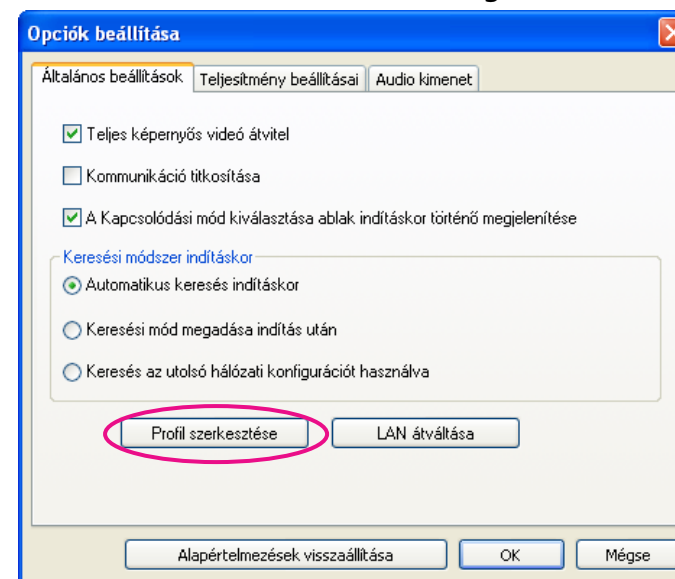 Opciók beállítása
Általános beállítások Teljesítmény beállításai Audio kimenet
Teljes képernyős videó átvitel
Kommunikáció titkosítása
A Kapcsolódási mód kiválasztása ablak indításkor történő megjelenítése
Keresési módszer indításkor
Automatikus keresés indításkor
Keresési mód megadása indítás után
Keresés az utolsó hálózati konfigurációt használva
Profil szerkesztése LAN átváltása
Alapértelmezések visszaállítása OK Mégse